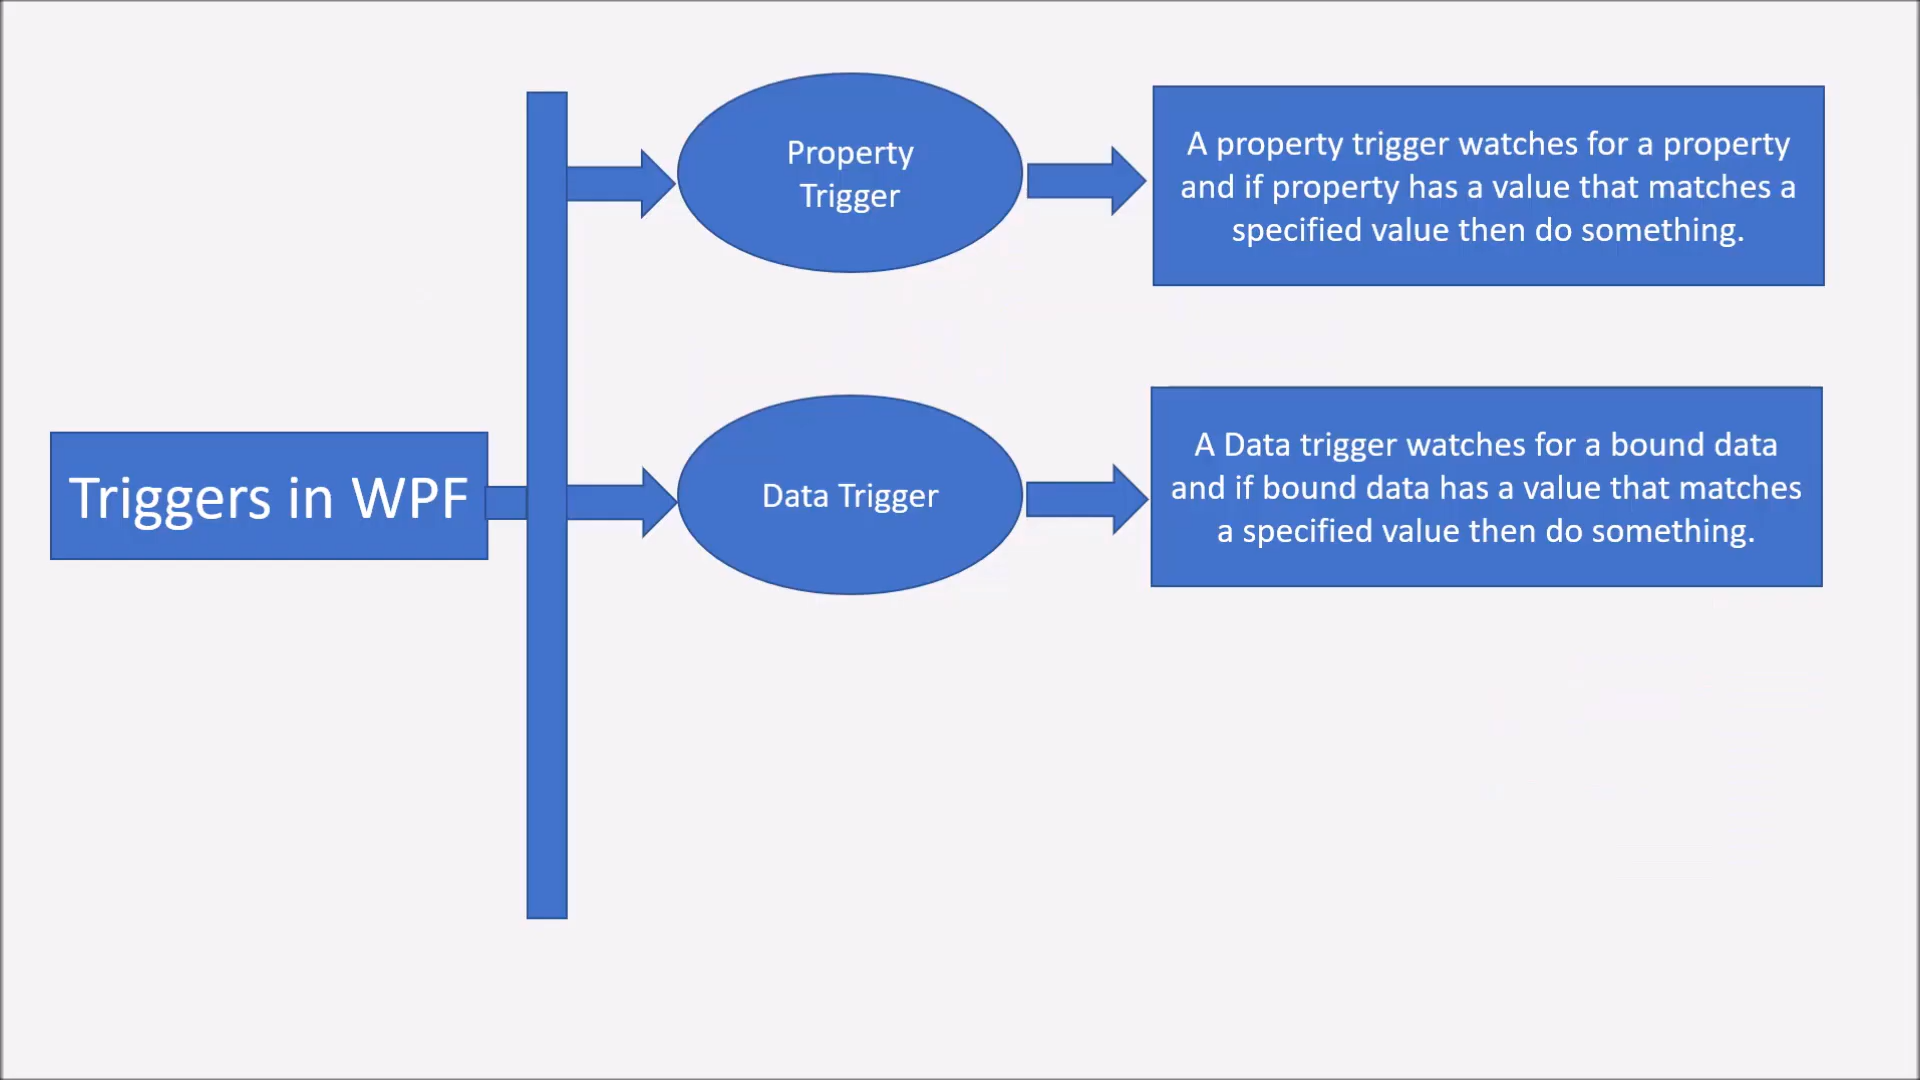 Triggers in WPF
Property
Trigger
A property trigger watches for a property
and if property has a value that matches a
specified value then do something.
Data Trigger
A Data trigger watches for a bound data
and if bound data has a value that matches
a specified value then do something.